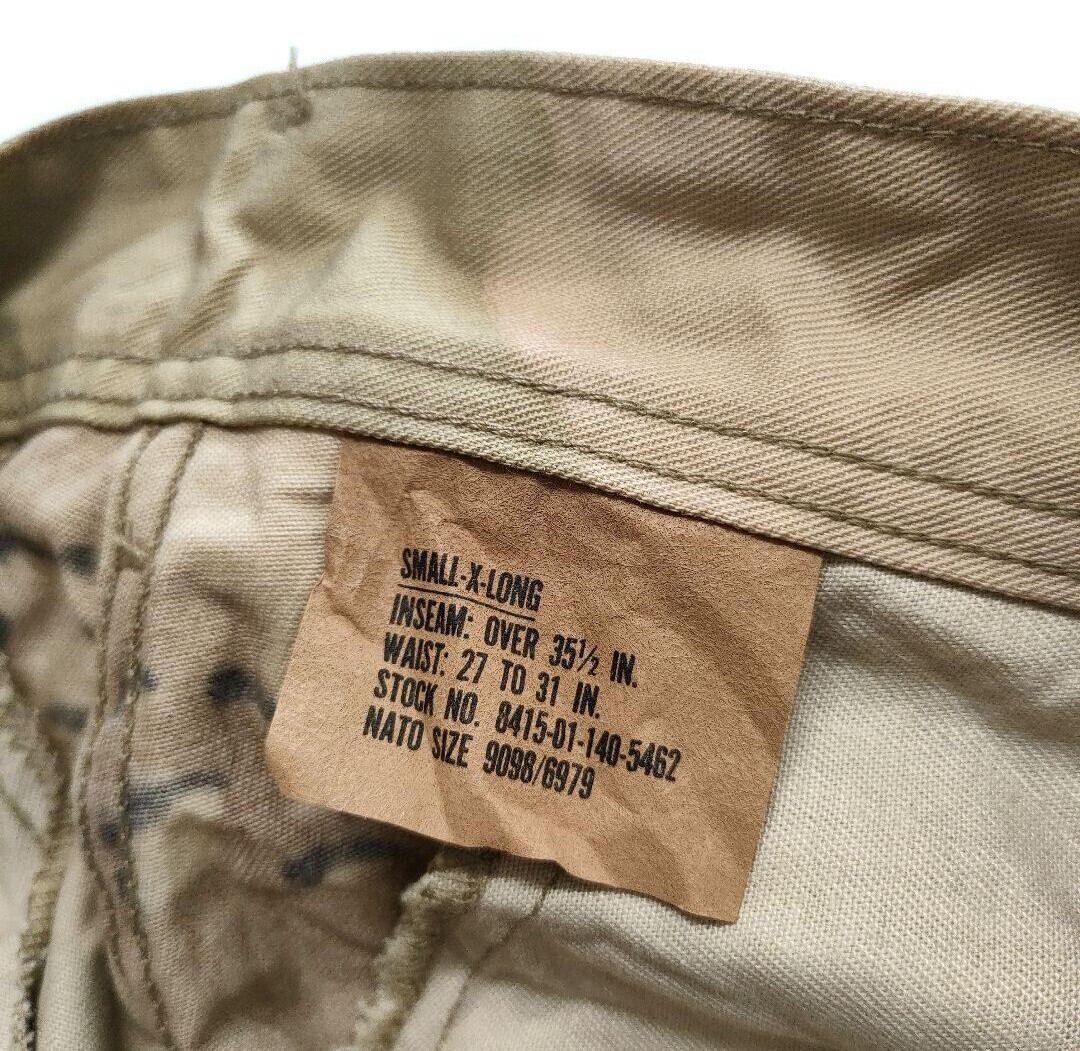 SMALL-X-LONG
INSEAM: OVER 35½ IN.
WAIST: 27 TO 31 IN.
STOCK NO. 8415-01-140-5462
NATO SIZE 9098/6979